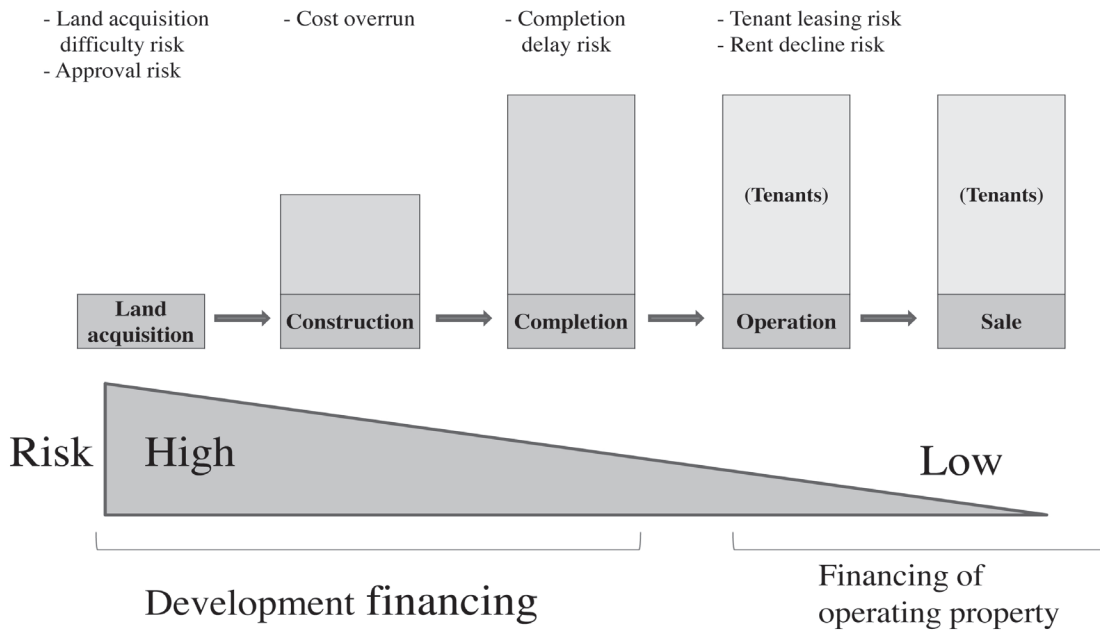 - Land acquisition
difficulty risk
- Approval risk
- Cost overrun
- Completion
delay risk
- Tenant leasing risk
- Rent decline risk
(Tenants)
(Tenants)
Land
acquisition
Construction
Completion
Operation
Sale
Risk
High
Low
Development financing
Financing of
operating property